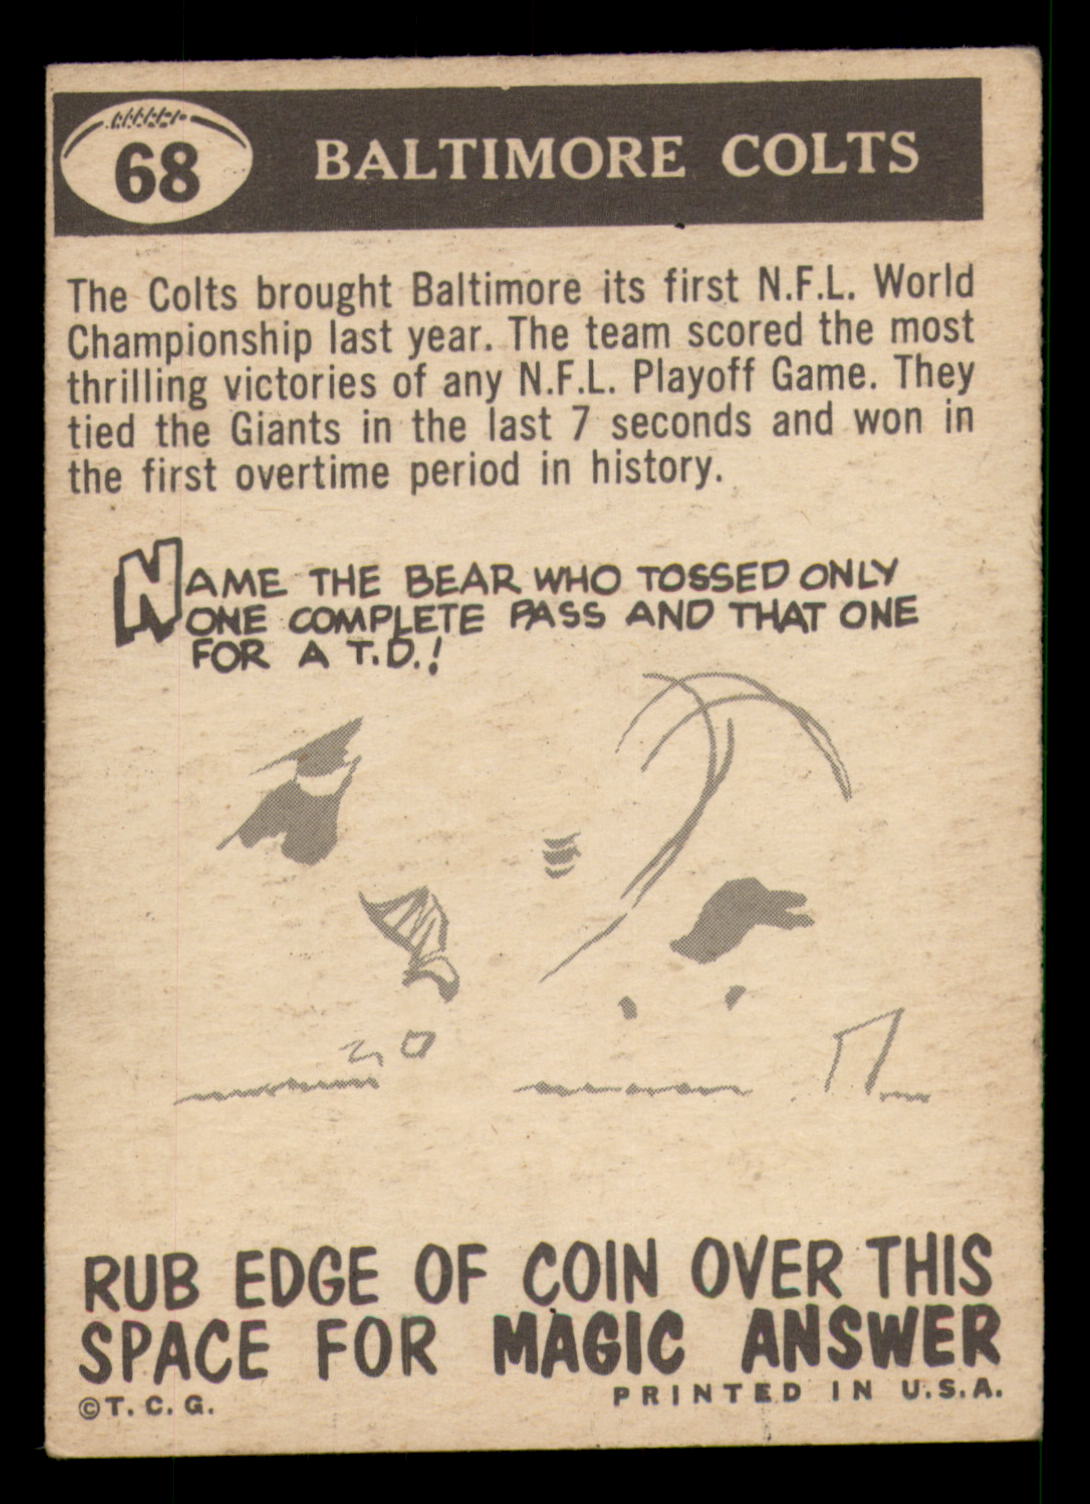 68
BALTIMORE COLTS
The Colts brought Baltimore its first N.F.L. World
Championship last year. The team scored the most
thrilling victories of any N.F.L. Playoff Game. They
tied the Giants in the last 7 seconds and won in
the first overtime period in history.
NAME THE BEAR WHO TOSSED ONLY
ONE COMPLETE PASS AND THAT ONE
FOR A T.D.!
RUB EDGE OF COIN OVER THIS
SPACE FOR MAGIC ANSWER
©T. C. G.
PRINTED IN U.S.A.